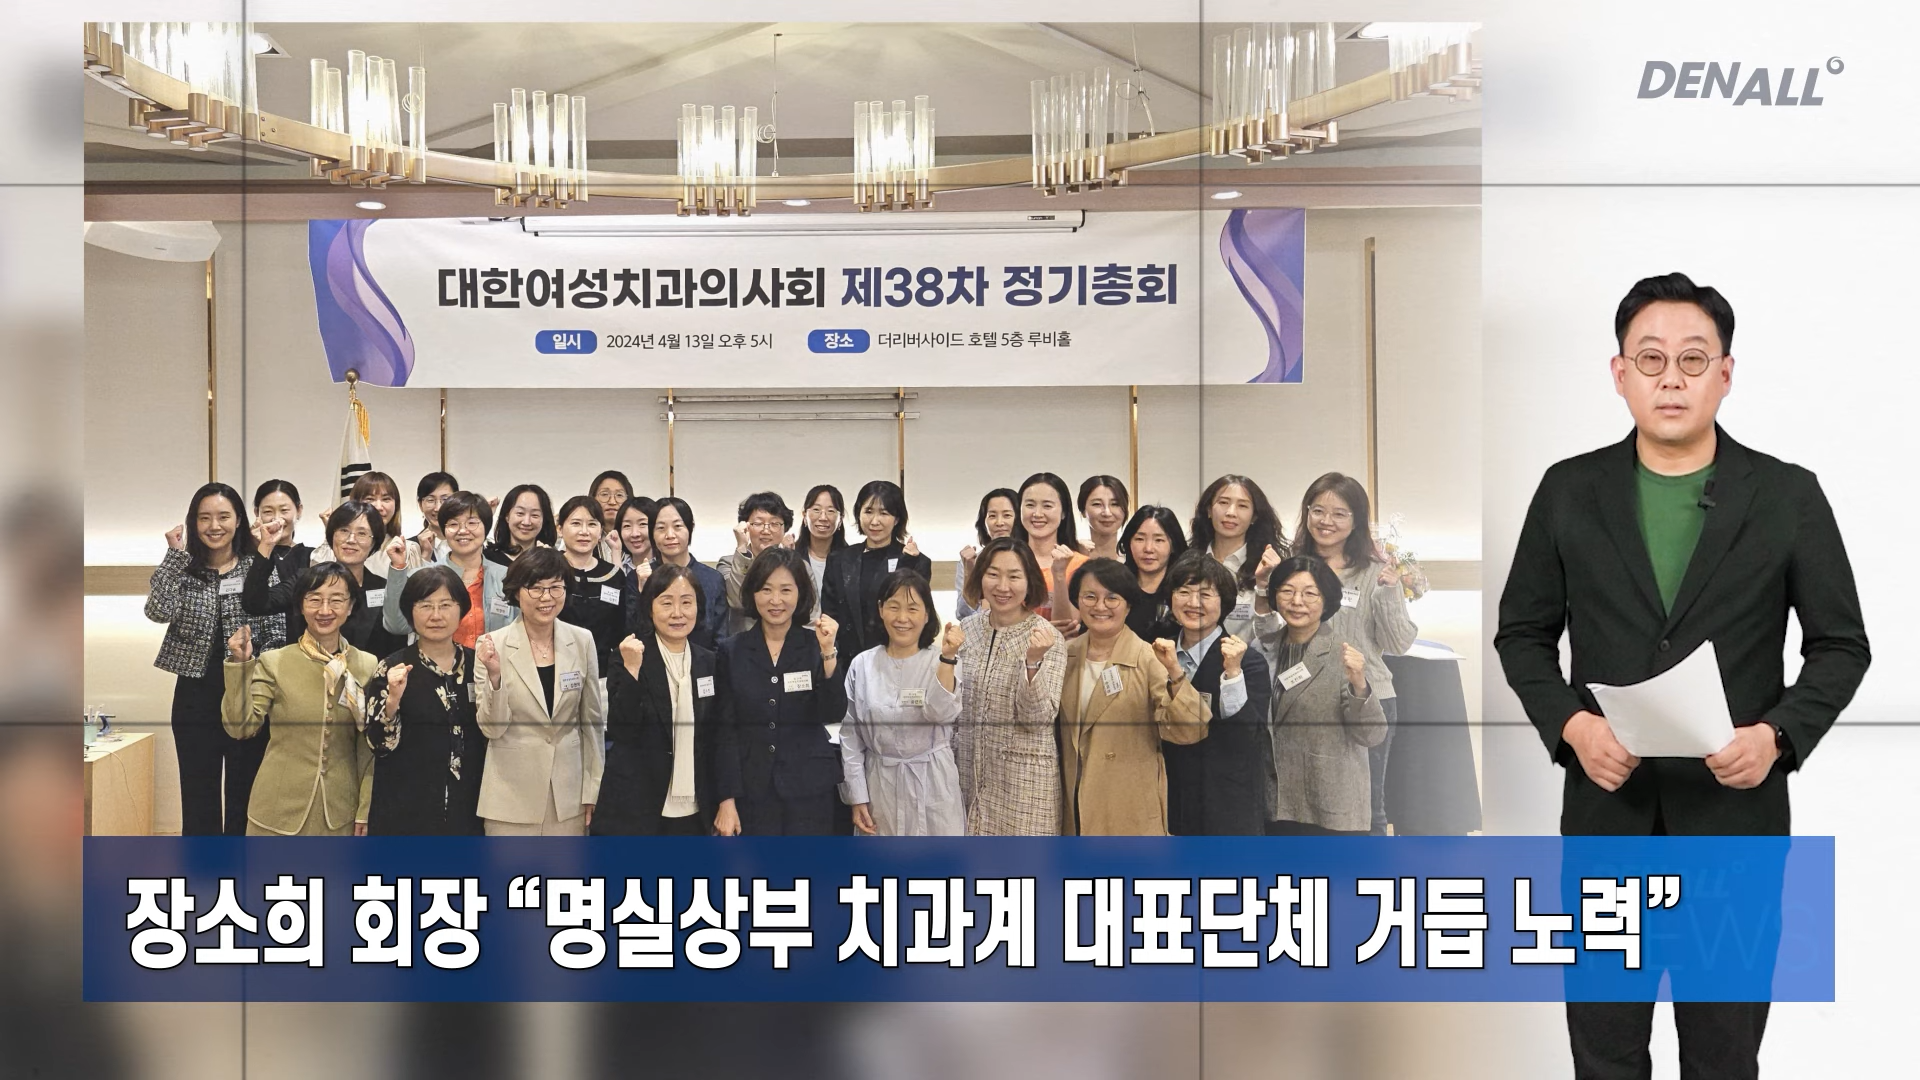 DENALL
대한여성치과의사회 제38차 정기총회
일시 2024년 4월 13일 오후 5시 장소 더리버사이드 호텔 5층 루비홀
장소희 회장 “명실상부 치과계 대표단체 거듭 노력”
NEWS